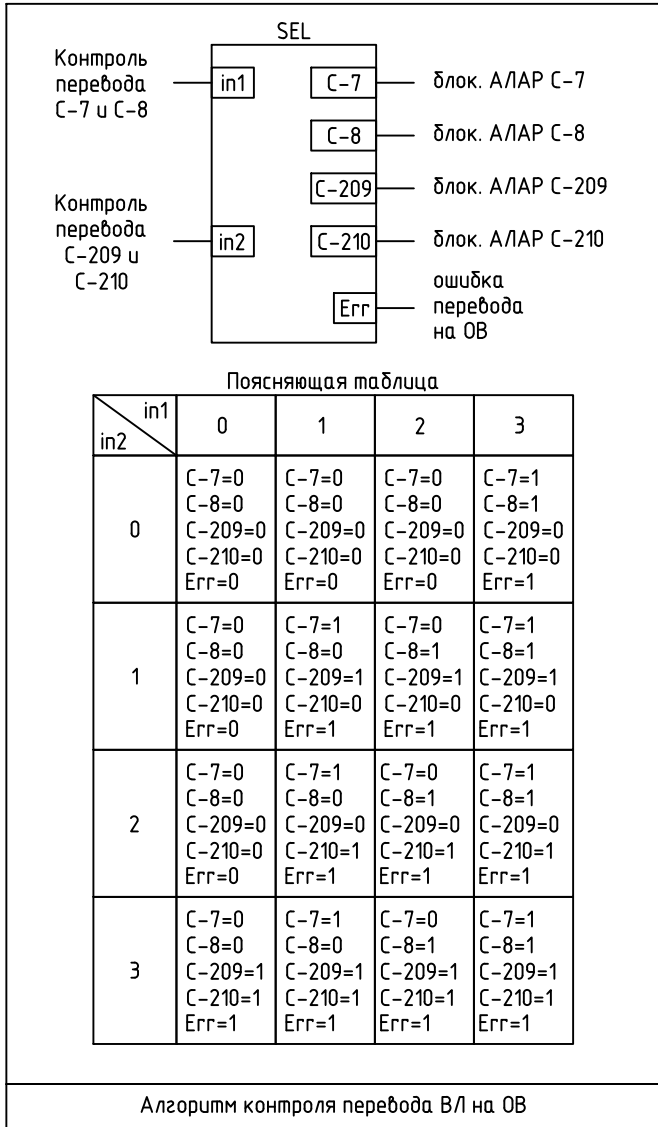 SEL
Контроль
перевода
С-7 и С-8
in1
С-7
блок. АЛАР С-7
С-8
блок. АЛАР С-8
С-209
блок. АЛАР С-209
Контроль
перевода
С-209 и
С-210
in2
С-210
блок. АЛАР С-210
Err
ошибка
перевода
на ОВ
Поясняющая таблица
in1
in2
0 1 2 3
0
С-7=0 С-7=0 С-7=0 С-7=1
С-8=0 С-8=0 С-8=0 С-8=1
С-209=0 С-209=0 С-209=0 С-209=0
С-210=0 С-210=0 С-210=0 С-210=0
Err=0 Err=0 Err=0 Err=1
1
С-7=0 С-7=1 С-7=0 С-7=1
С-8=0 С-8=0 С-8=1 С-8=1
С-209=0 С-209=1 С-209=1 С-209=1
С-210=0 С-210=0 С-210=0 С-210=0
Err=0 Err=1 Err=1 Err=1
2
С-7=0 С-7=1 С-7=0 С-7=1
С-8=0 С-8=0 С-8=1 С-8=1
С-209=0 С-209=0 С-209=0 С-209=0
С-210=0 С-210=1 С-210=1 С-210=1
Err=0 Err=1 Err=1 Err=1
3
С-7=0 С-7=1 С-7=0 С-7=1
С-8=0 С-8=0 С-8=1 С-8=1
С-209=1 С-209=1 С-209=1 С-209=1
С-210=1 С-210=1 С-210=1 С-210=1
Err=1 Err=1 Err=1 Err=1
Алгоритм контроля перевода ВЛ на ОВ